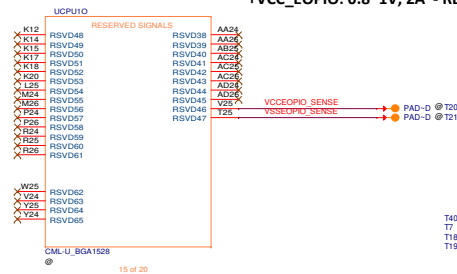 +VCC_EOPIO: 0.8~1V, 2A - RE
UCPU1O
RESERVED SIGNALS
K12 RSVD48 RSVD38 AA24
K14 RSVD49 RSVD39 AA26
K15 RSVD50 RSVD40 AB25
K17 RSVD51 RSVD41 AC24
K18 RSVD52 RSVD42 AC25
K20 RSVD53 RSVD43 AC26
L25 RSVD54 RSVD44 AD24
M24 RSVD55 RSVD45 AD26
M26 RSVD56 RSVD46 V25 VCCEOPIO_SENSE PAD~D @T20
P24 RSVD57 RSVD47 T25 VSSEOPIO_SENSE PAD~D @T21
P26 RSVD58
R24 RSVD59
R25 RSVD60
R26 RSVD61
W25 RSVD62
V24 RSVD63
Y25 RSVD64
Y24 RSVD65
T40
T7
T18
T19
CML-U_BGA1528
@
15 of 20